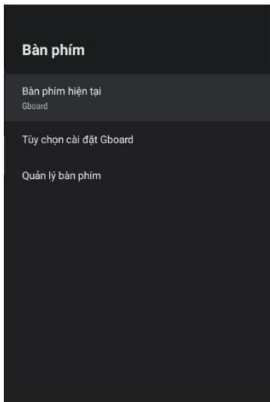 Bàn phím
Bàn phím hiện tại
Gboard
Tùy chọn cài đặt Gboard
Quản lý bàn phím